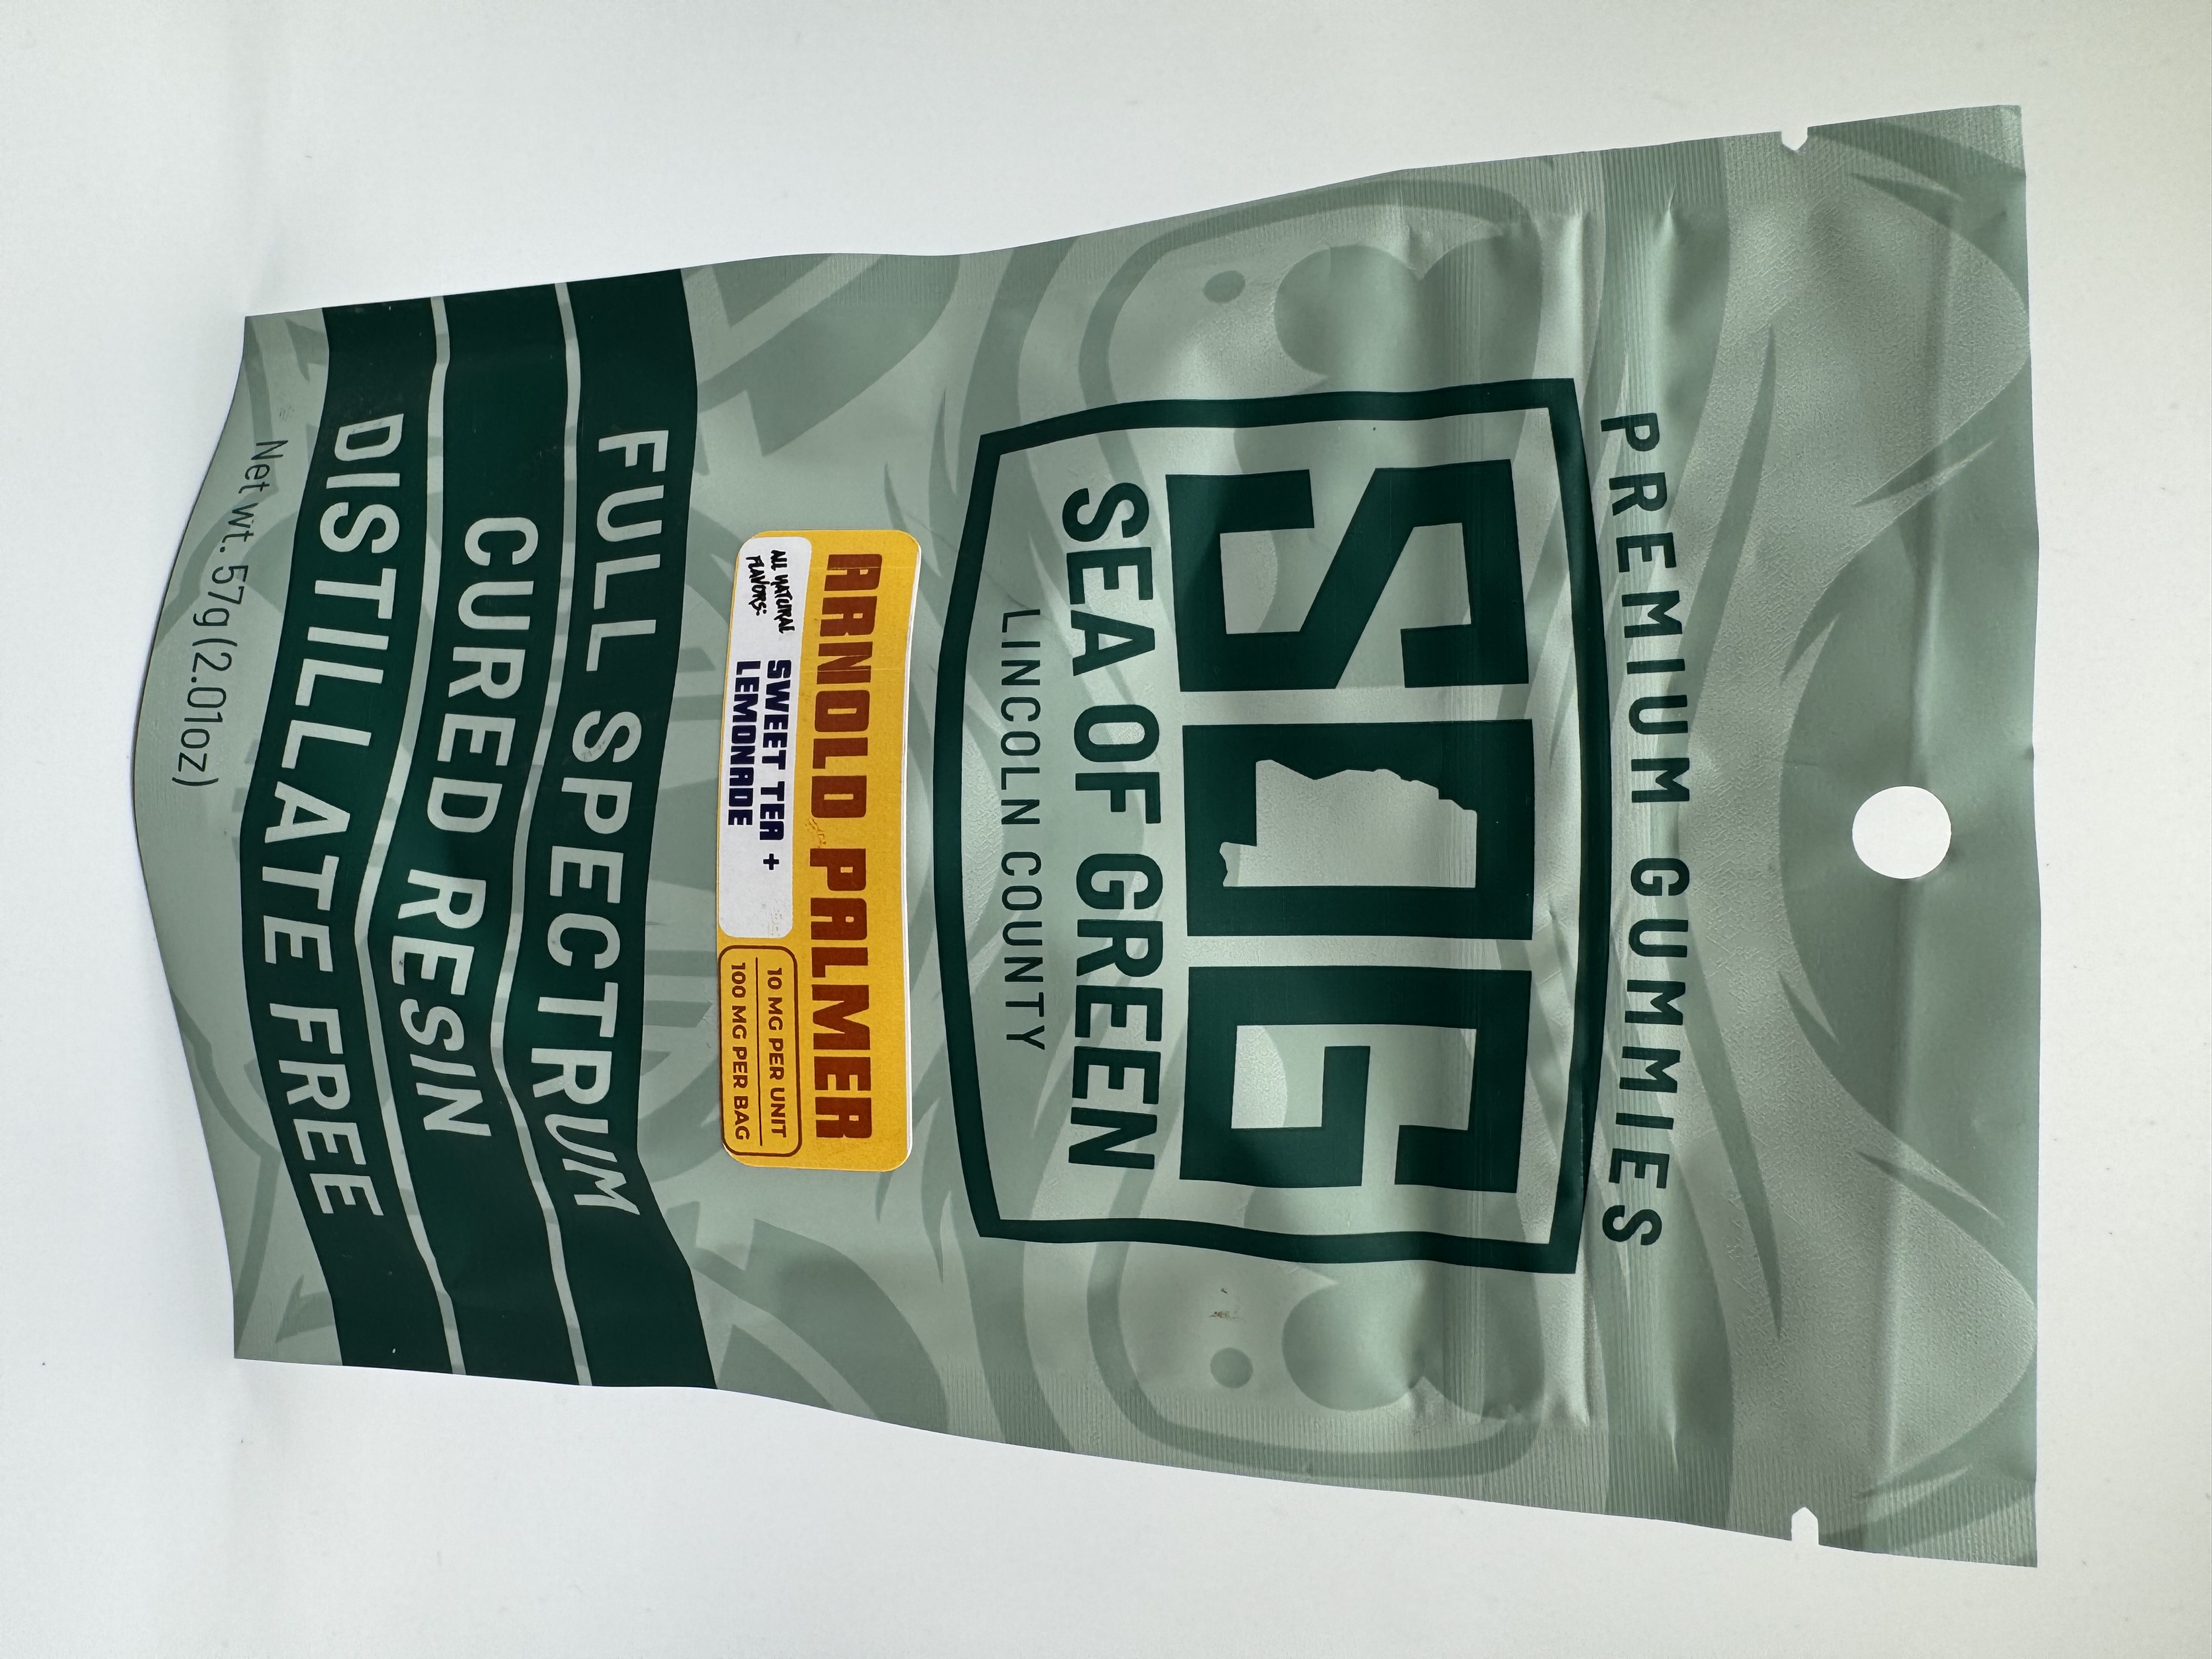 PREMIUM GUMMIES
SOG
SEA OF GREEN
LINCOLN COUNTY
ARNOLD PALMER
ALL NATURAL
FLAVORS:
SWEET TEA +
LEMONADE
10 MG PER UNIT
100 MG PER BAG
FULL SPECTRUM
CURED RESIN
DISTILLATE FREE
Net wt. 57g (2.01oz)